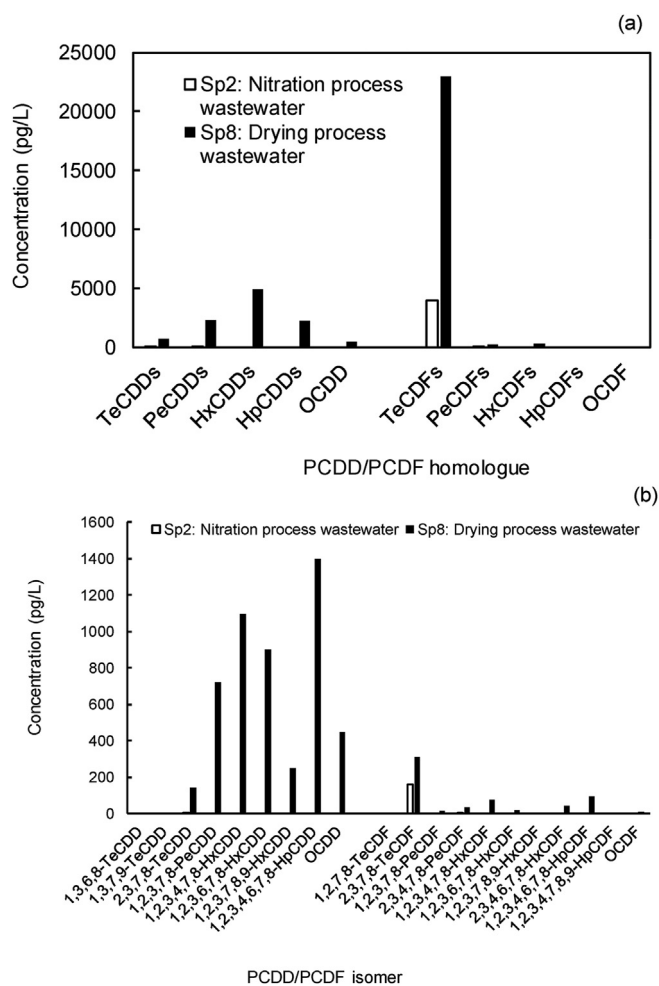 (a)
25000
20000
15000
10000
5000
0
Concentration (pg/L)
Sp2: Nitration process
wastewater
Sp8: Drying process
wastewater
TeCDDs
PeCDDs
HxCDDs
HpCDDs
OCDD
TeCDFs
PeCDFs
HxCDFs
HpCDFs
OCDF
PCDD/PCDF homologue
(b)
1600
1400
1200
1000
800
600
400
200
0
Concentration (pg/L)
Sp2: Nitration process wastewater
Sp8: Drying process wastewater
1,3,6,8-TeCDD
1,3,7,9-TeCDD
2,3,7,8-TeCDD
1,2,3,7,8-PeCDD
1,2,3,4,7,8-HxCDD
1,2,3,6,7,8-HxCDD
1,2,3,7,8,9-HxCDD
1,2,3,4,6,7,8-HpCDD
OCDD
1,2,7,8-TeCDF
2,3,7,8-TeCDF
1,2,3,7,8-PeCDF
2,3,4,7,8-PeCDF
1,2,3,4,7,8-HxCDF
1,2,3,6,7,8-HxCDF
1,2,3,7,8,9-HxCDF
2,3,4,6,7,8-HxCDF
1,2,3,4,6,7,8-HpCDF
1,2,3,4,7,8,9-HpCDF
OCDF
PCDD/PCDF isomer